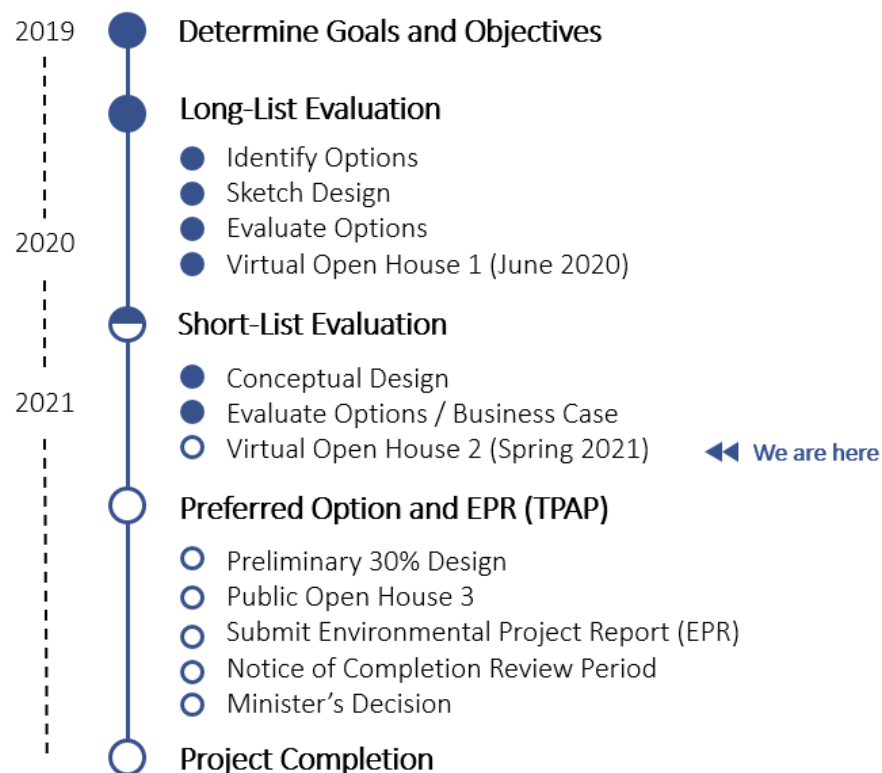 2019 Determine Goals and Objectives
Long-List Evaluation
Identify Options
Sketch Design
2020 Evaluate Options
Virtual Open House 1 (June 2020)
Short-List Evaluation
Conceptual Design
2021 Evaluate Options / Business Case
Virtual Open House 2 (Spring 2021) We are here
Preferred Option and EPR (TPAP)
Preliminary 30% Design
Public Open House 3
Submit Environmental Project Report (EPR)
Notice of Completion Review Period
Minister’s Decision
Project Completion